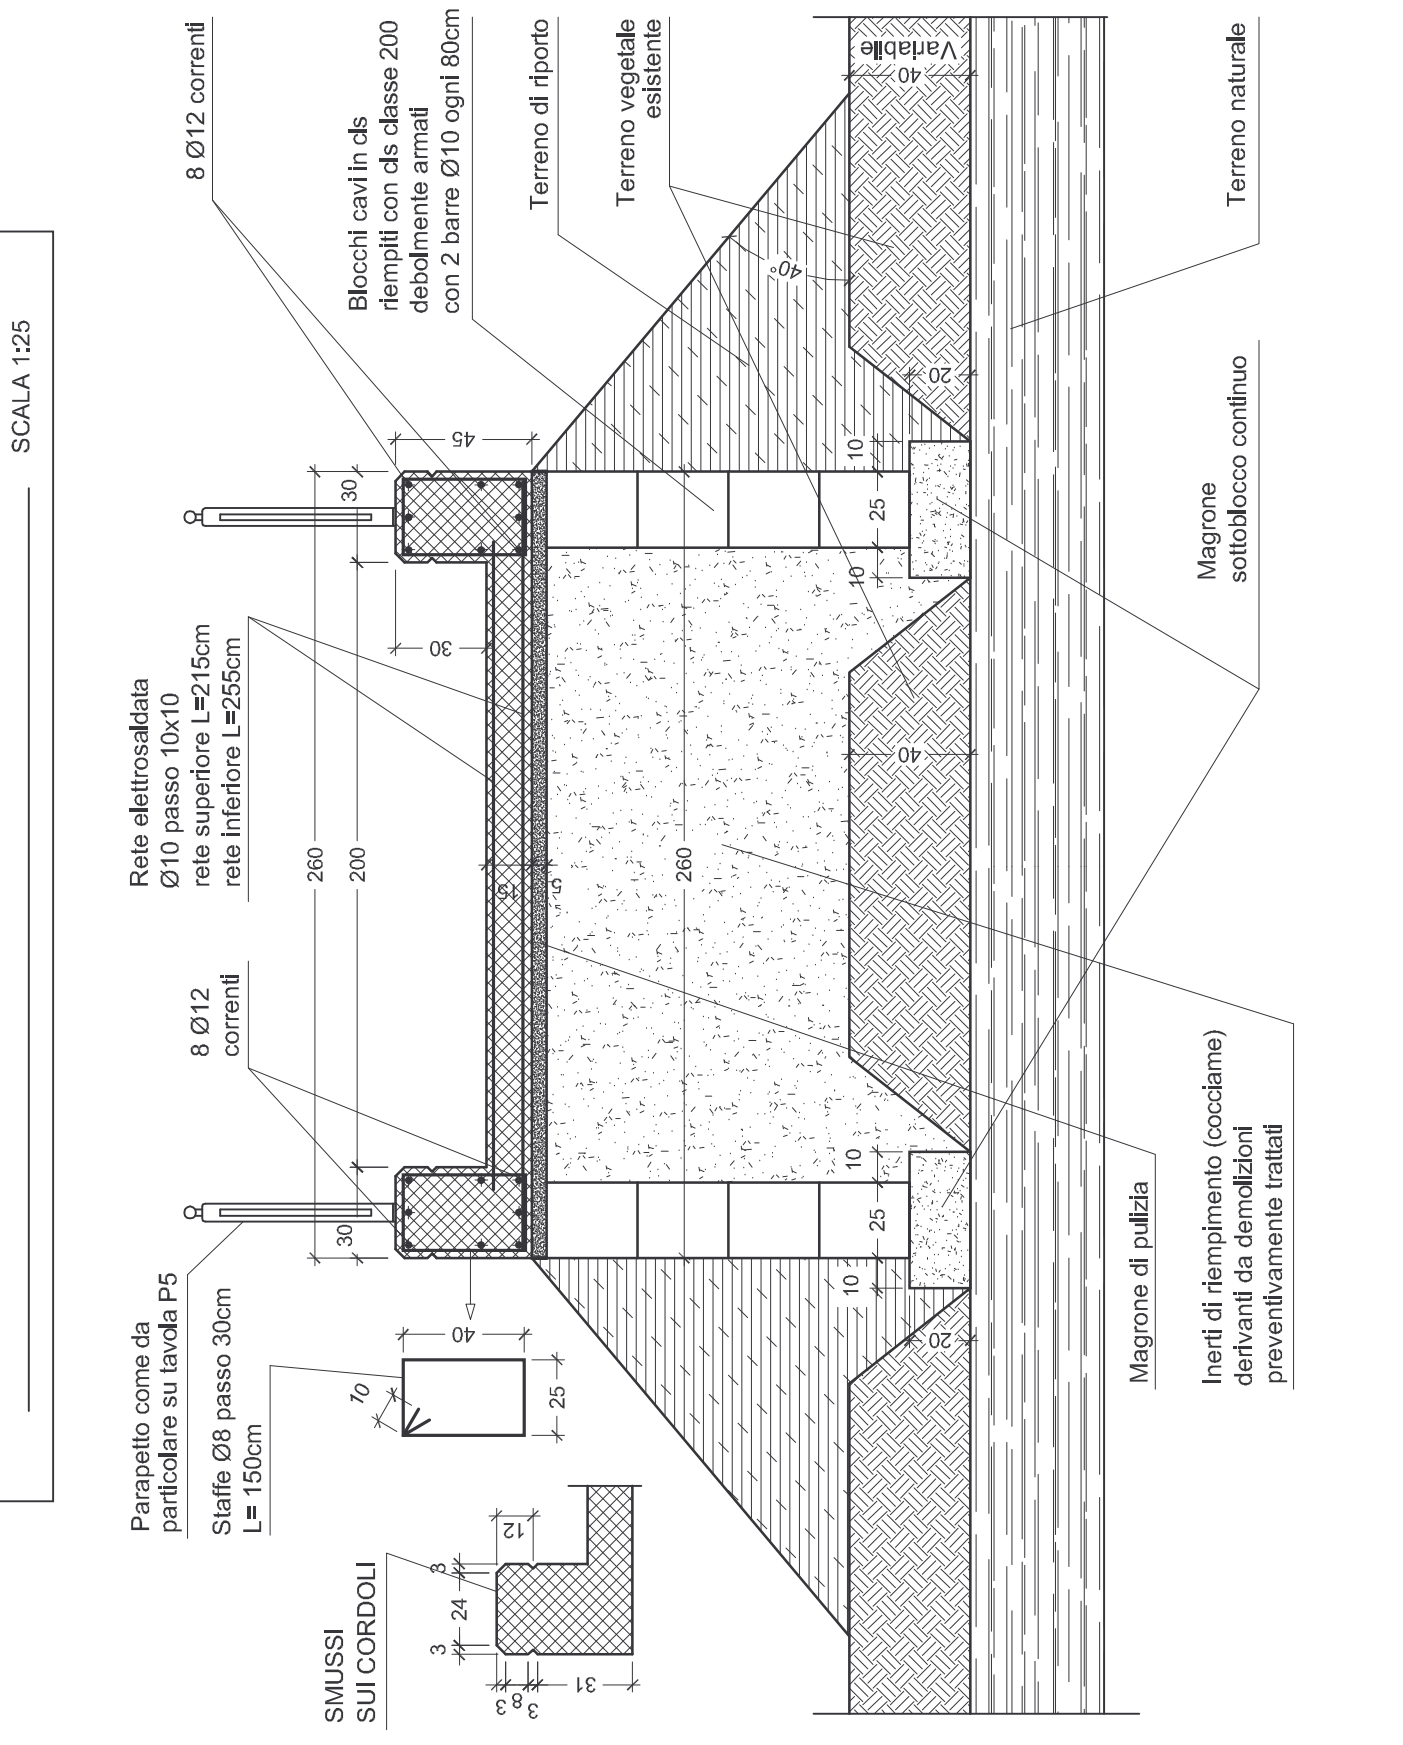 SCALA 1:25
8 Ø12 correnti
Blocchi cavi in cls
riempiti con cls classe 200
debolmente armati
con 2 barre Ø10 ogni 80cm
Terreno di riporto
Terreno vegetale
esistente
Variabile
40
Terreno naturale
Rete elettrosaldata
Ø10 passo 10x10
rete superiore L=215cm
rete inferiore L=255cm
8 Ø12
correnti
Parapetto come da
particolare su tavola P5
Staffe Ø8 passo 30cm
L= 150cm
SMUSSI
SUI CORDOLI
Magrone
sottoblocco continuo
Magrone di pulizia
Inerti di riempimento (cocciame)
derivanti da demolizioni
preventivamente trattati
260
200
30
30
45
30
15
5
260
40°
20
10
25
10
40
10
25
10
20
40
25
10
12
3
24
3
3
8
3
31